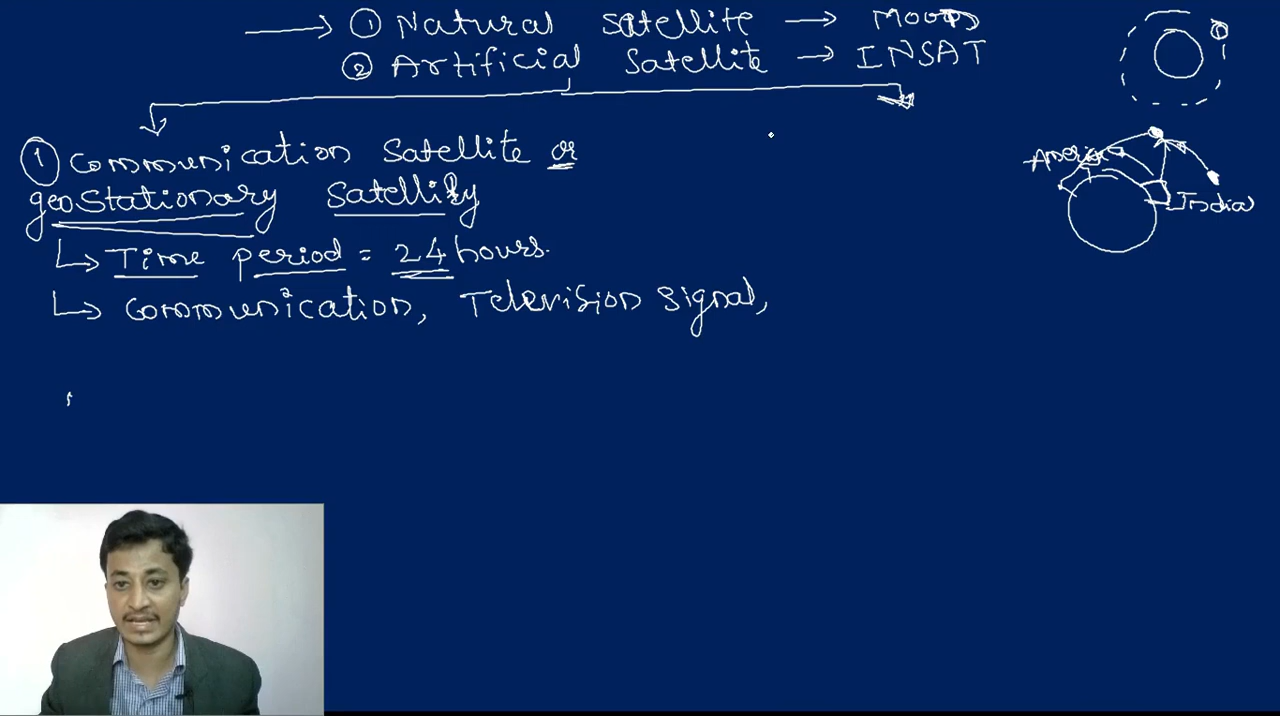 ① Natural Satellite → Moon
② Artificial Satellite → INSAT
① Communication Satellite or
geostationary Satellity
↳ Time period = 24 hours.
↳ Communication, Television Signal,
America
India